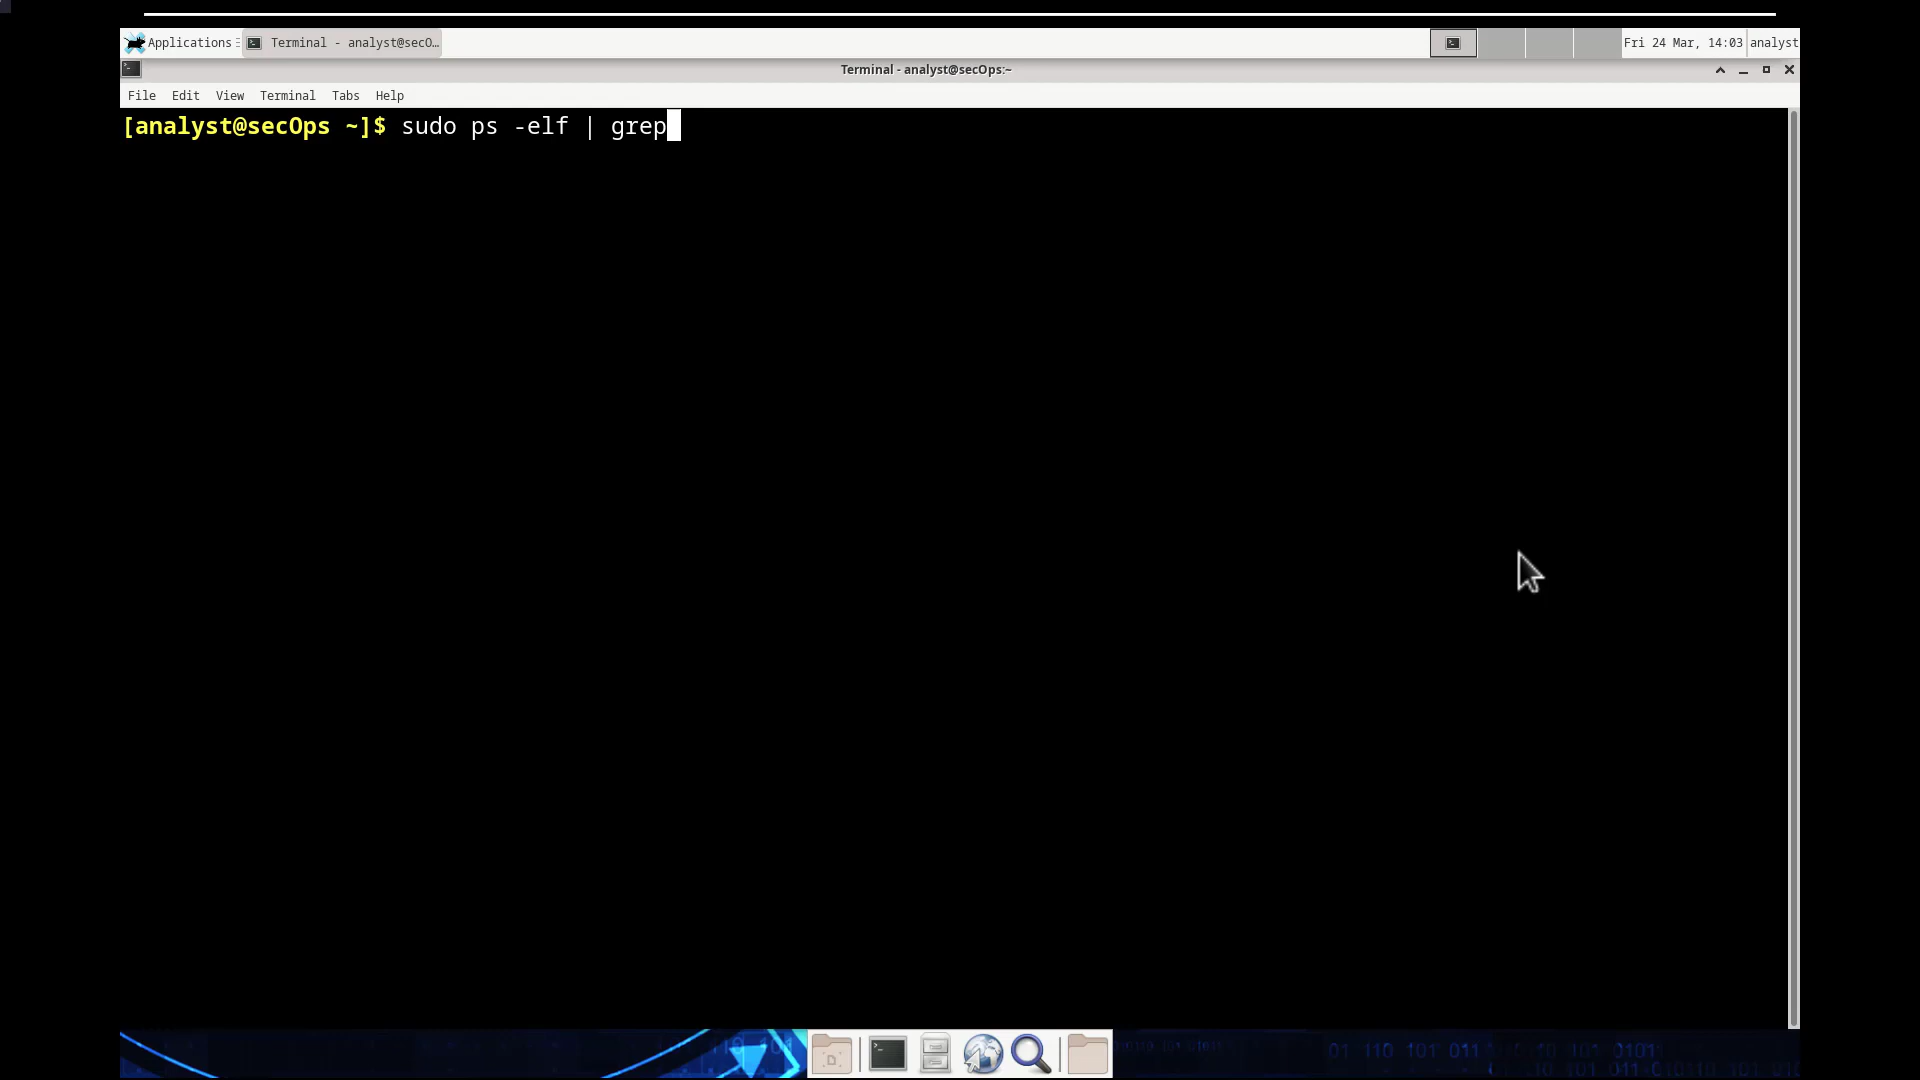 Applications
Terminal - analyst@secO…
Fri 24 Mar, 14:03
analyst
Terminal - analyst@secOps:~
File Edit View Terminal Tabs Help
[analyst@secOps ~]$ sudo ps -elf | grep